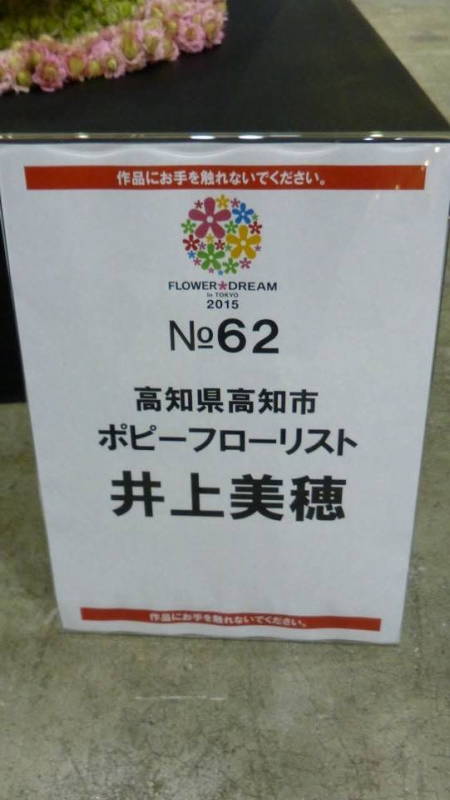 作品にお手を触れないでください。
FLOWER DREAM
in TOKYO
2015
№62
高知県高知市
ポピーフローリスト
井上美穂
作品にお手を触れないでください。